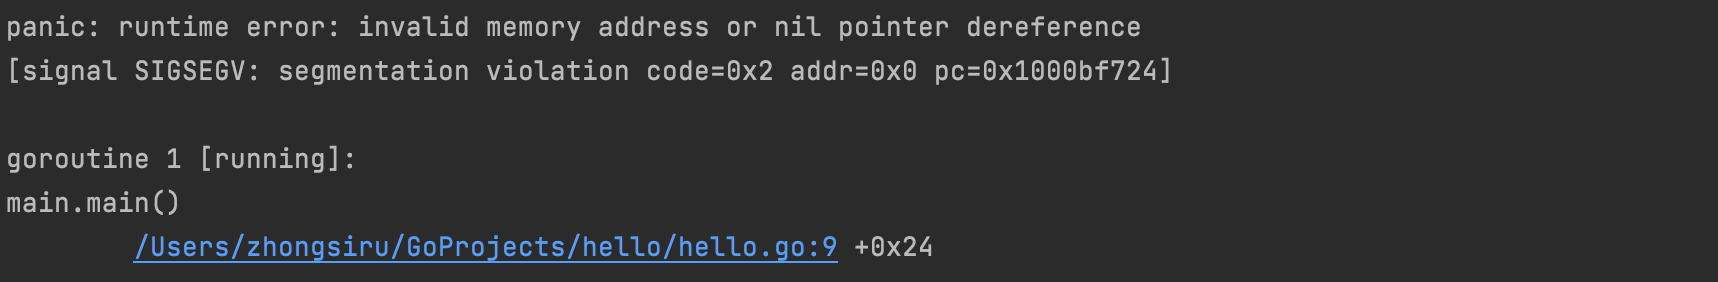 panic: runtime error: invalid memory address or nil pointer dereference
[signal SIGSEGV: segmentation violation code=0x2 addr=0x0 pc=0x1000bf724]
goroutine 1 [running]:
main.main()
/Users/zhongsiru/GoProjects/hello/hello.go:9 +0x24